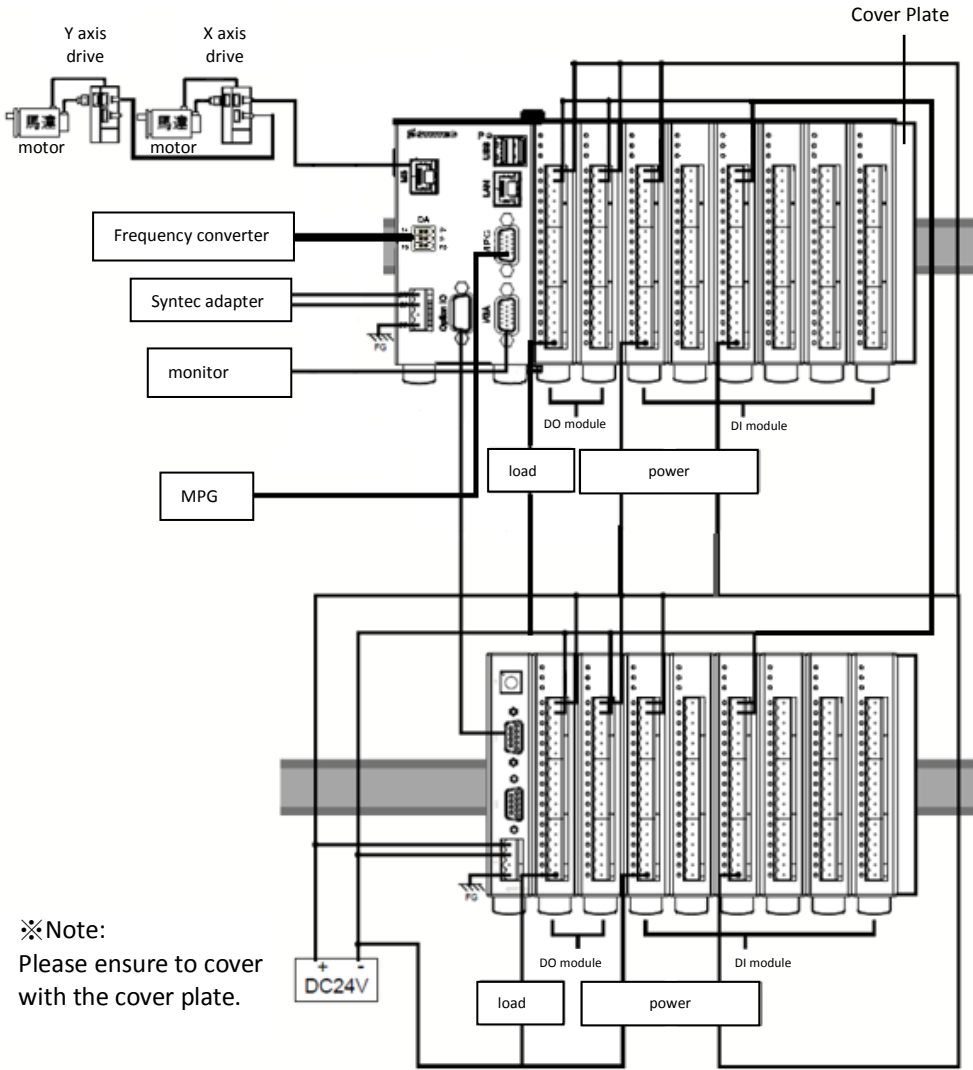 Cover Plate
Y axis
drive
X axis
drive
馬達
motor
馬達
motor
USB
LAN
DA
MPG
Option IO
FG
Frequency converter
Syntec adapter
monitor
MPG
DO module
DI module
load
power
FG
DO module
DI module
load
power
+ -
DC24V
※Note:
Please ensure to cover
with the cover plate.